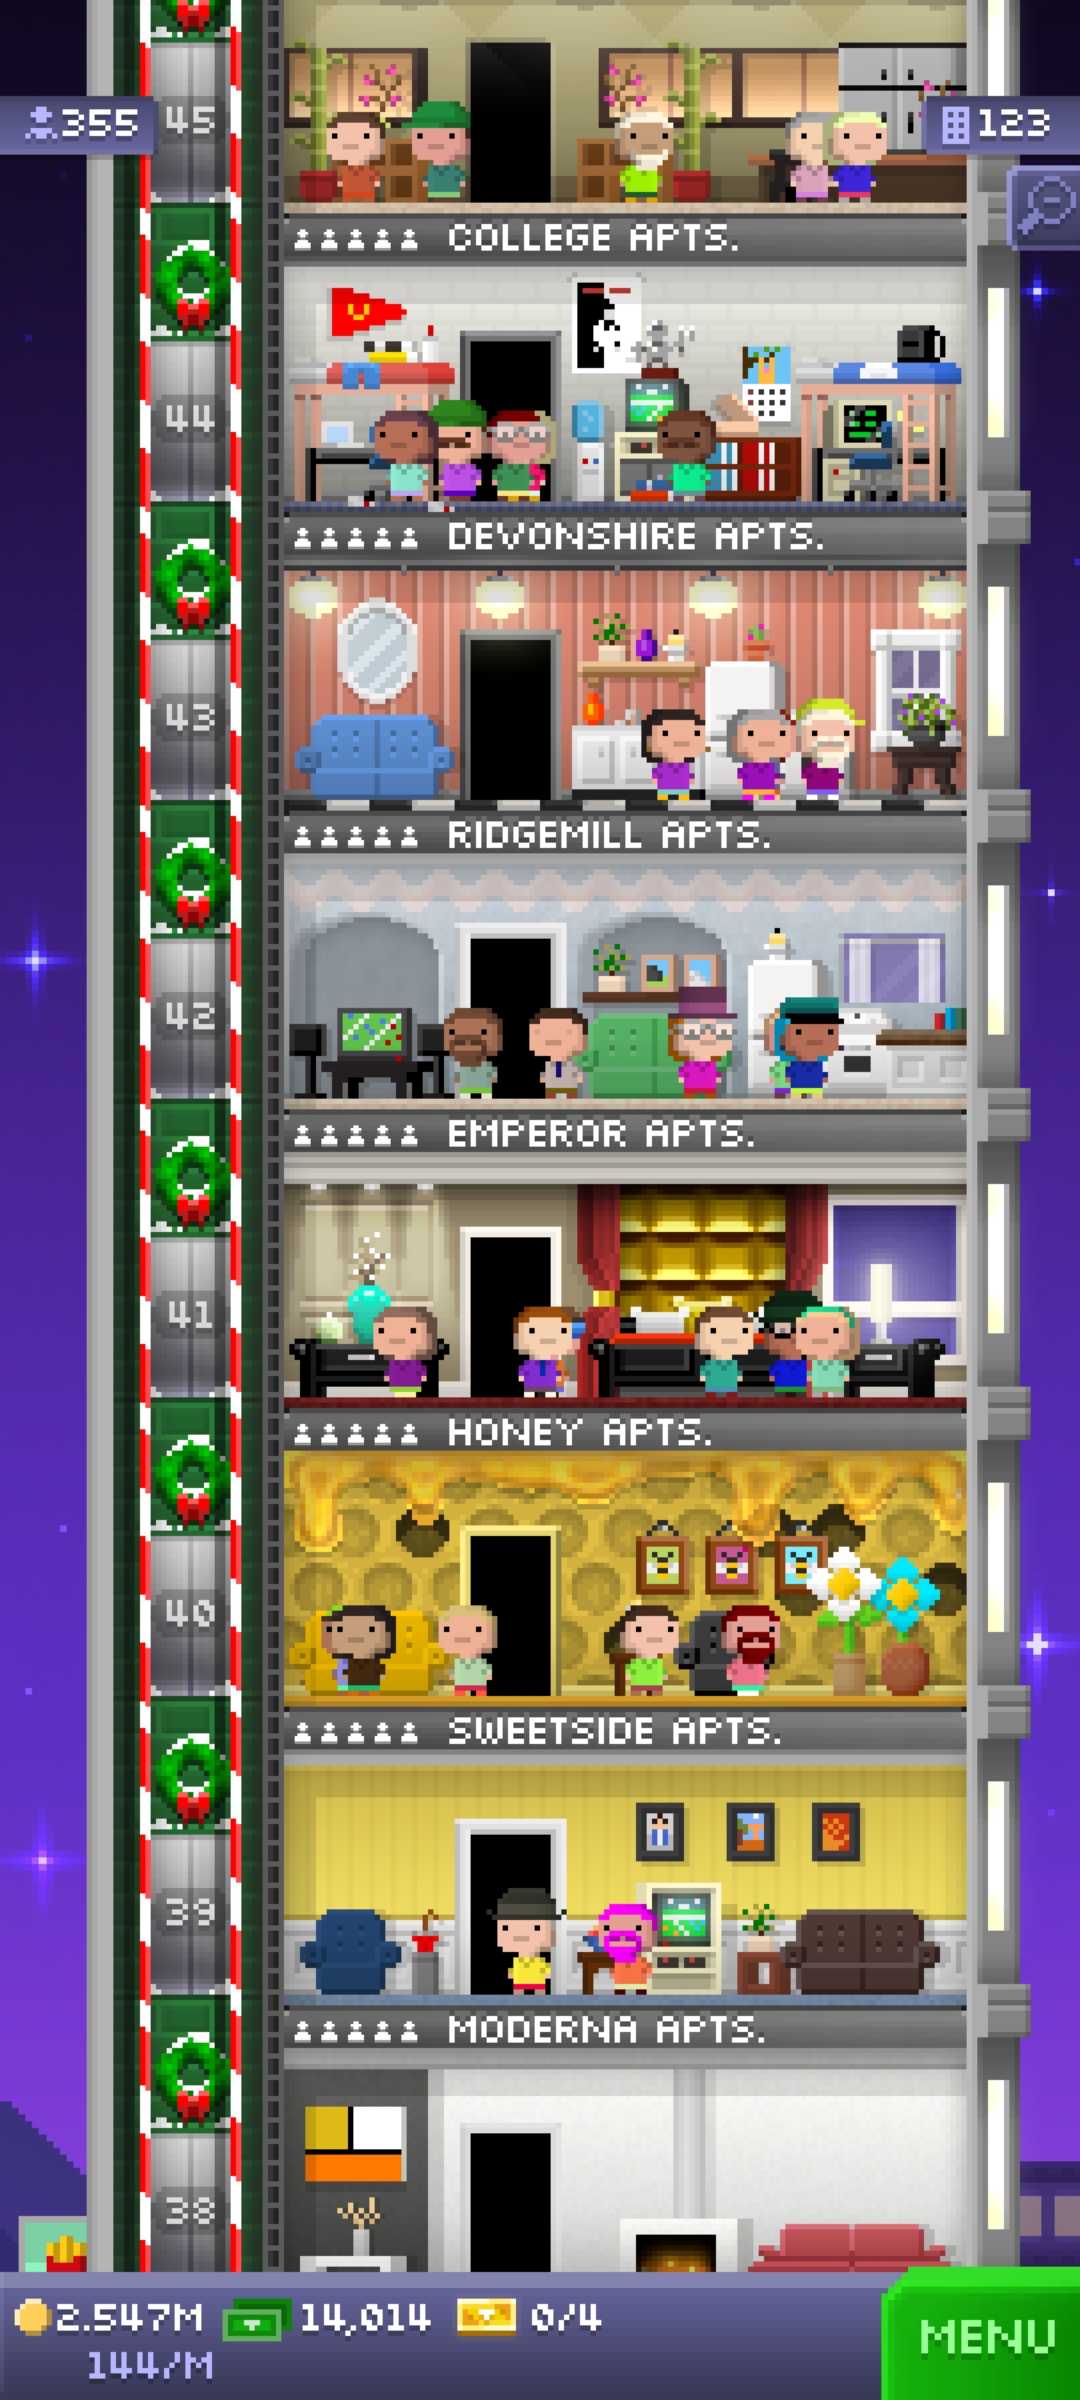 355
45
123
COLLEGE APTS.
44
DEVONSHIRE APTS.
43
RIDGEMILL APTS.
42
EMPEROR APTS.
41
HONEY APTS.
40
SWEETSIDE APTS.
39
MODERNA APTS.
38
2.547M 14,014 0/4
144/M
MENU